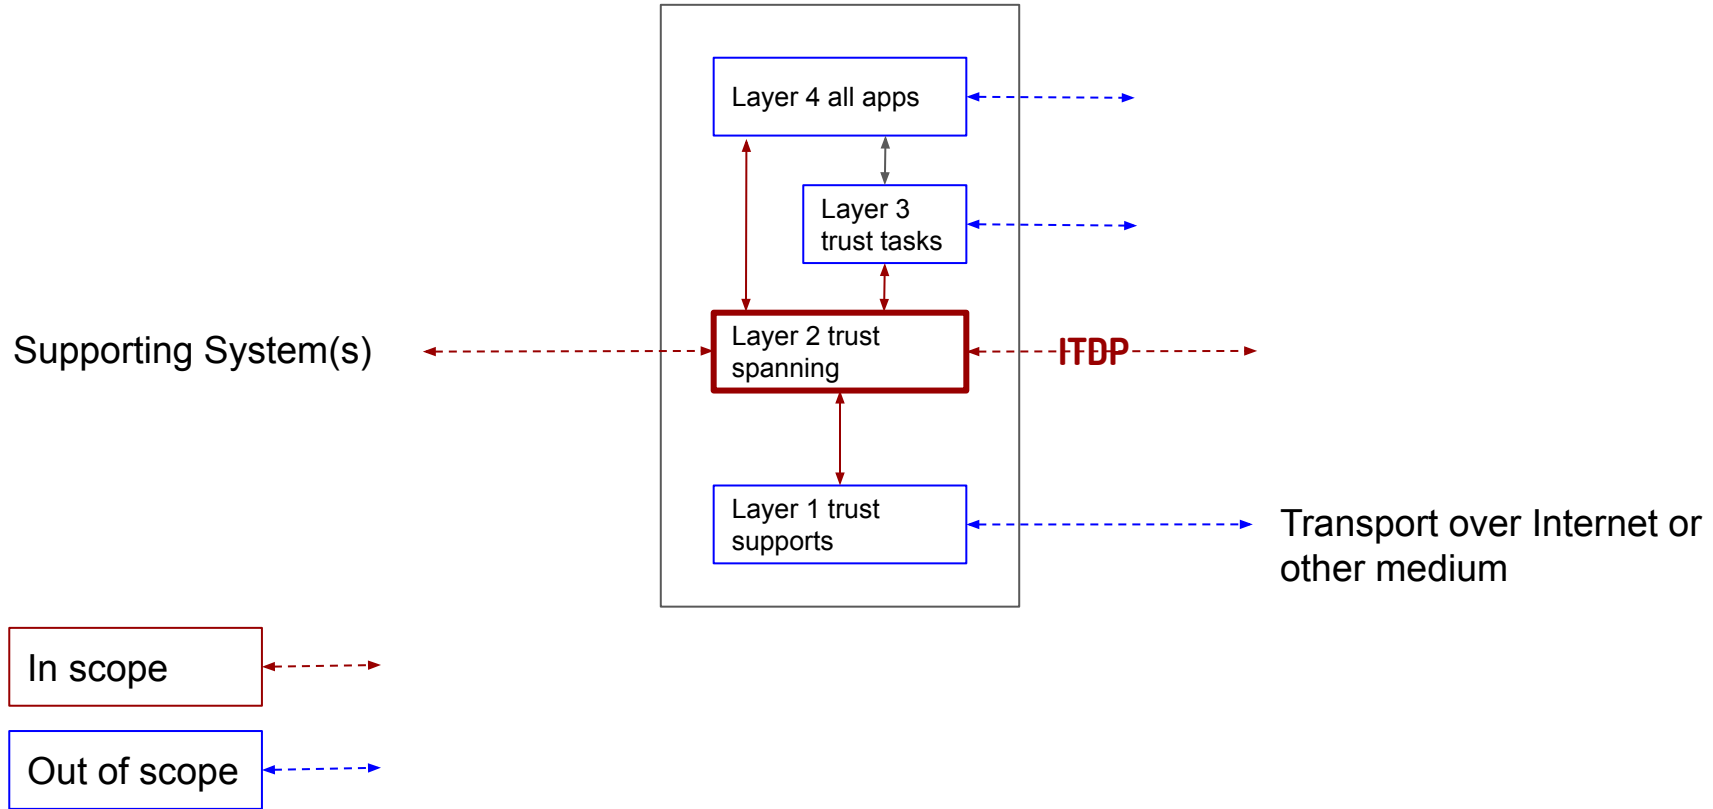 Layer 4 all apps
Layer 3
trust tasks
Supporting System(s)
Layer 2 trust
spanning
ITDP
Layer 1 trust
supports
Transport over Internet or
other medium
In scope
Out of scope